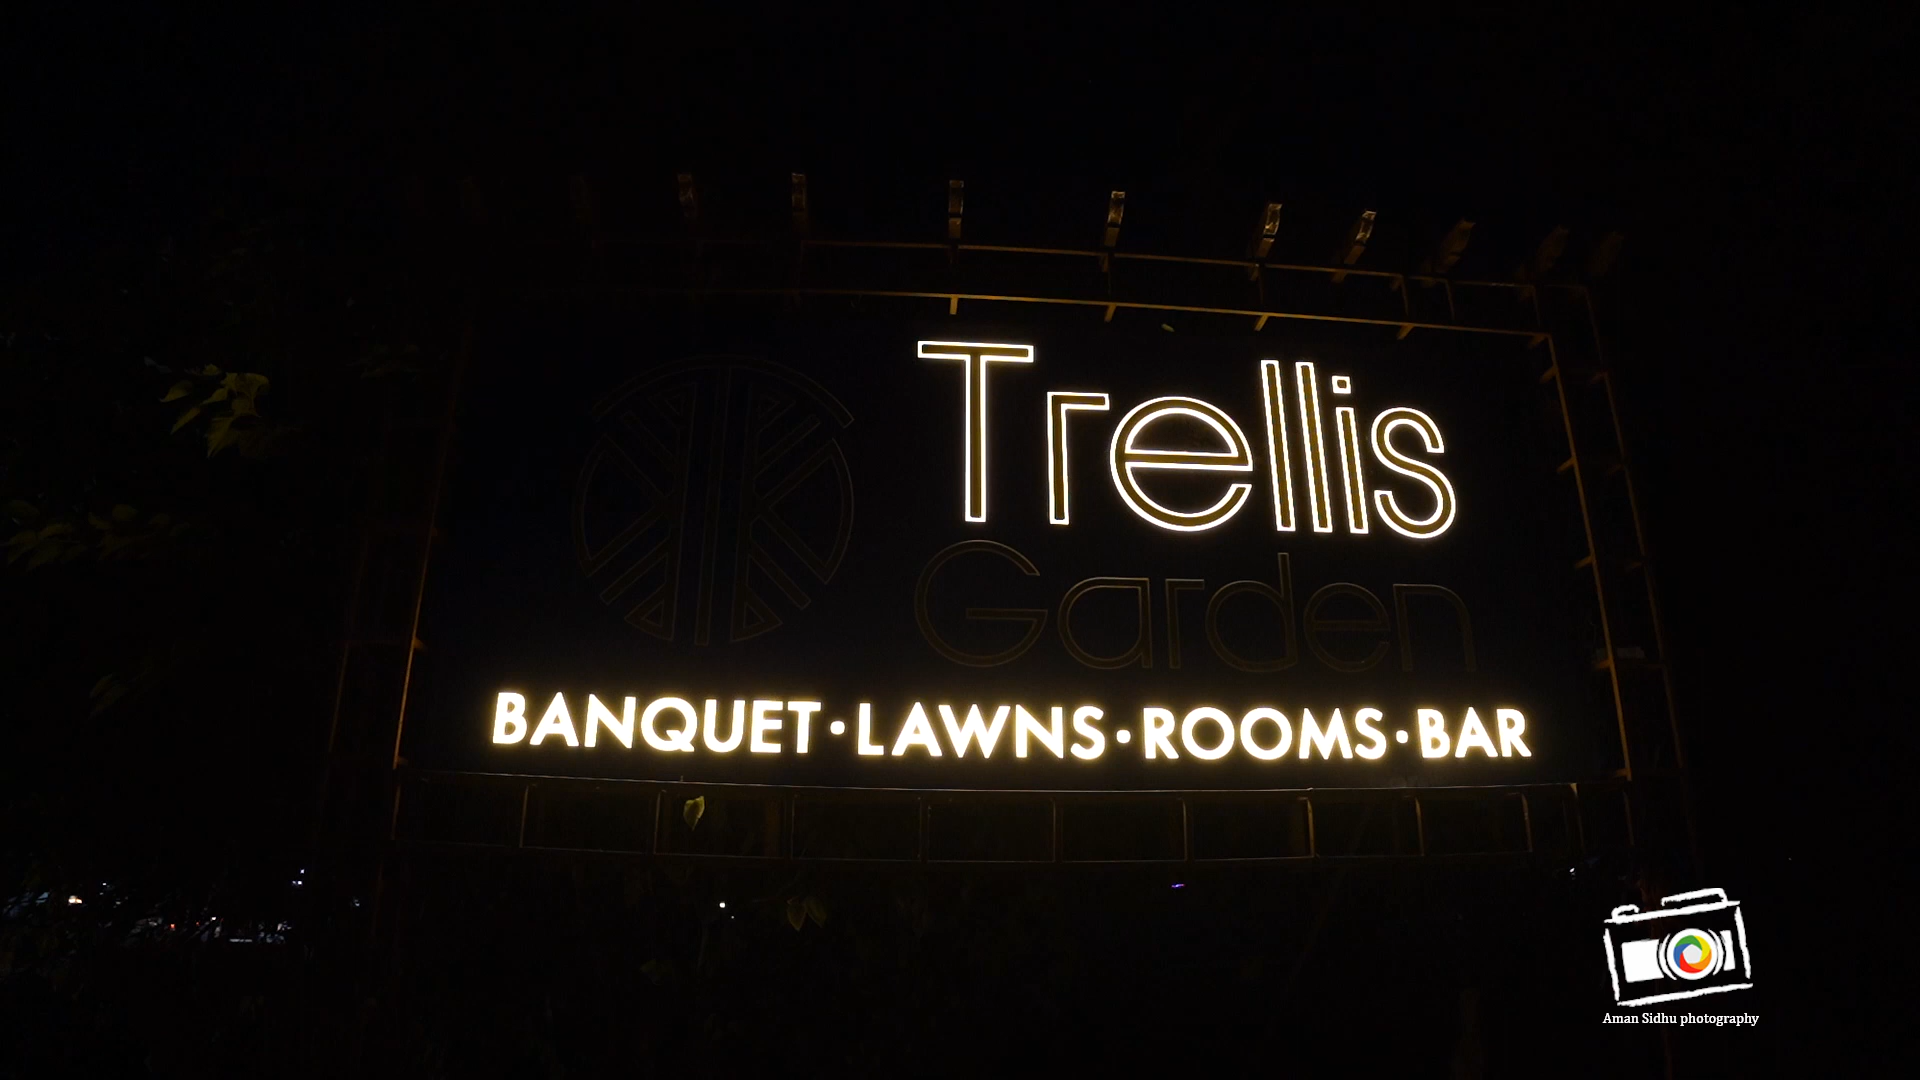 Trellis
Garden
BANQUET • LAWNS • ROOMS • BAR
Aman Sidhu photography